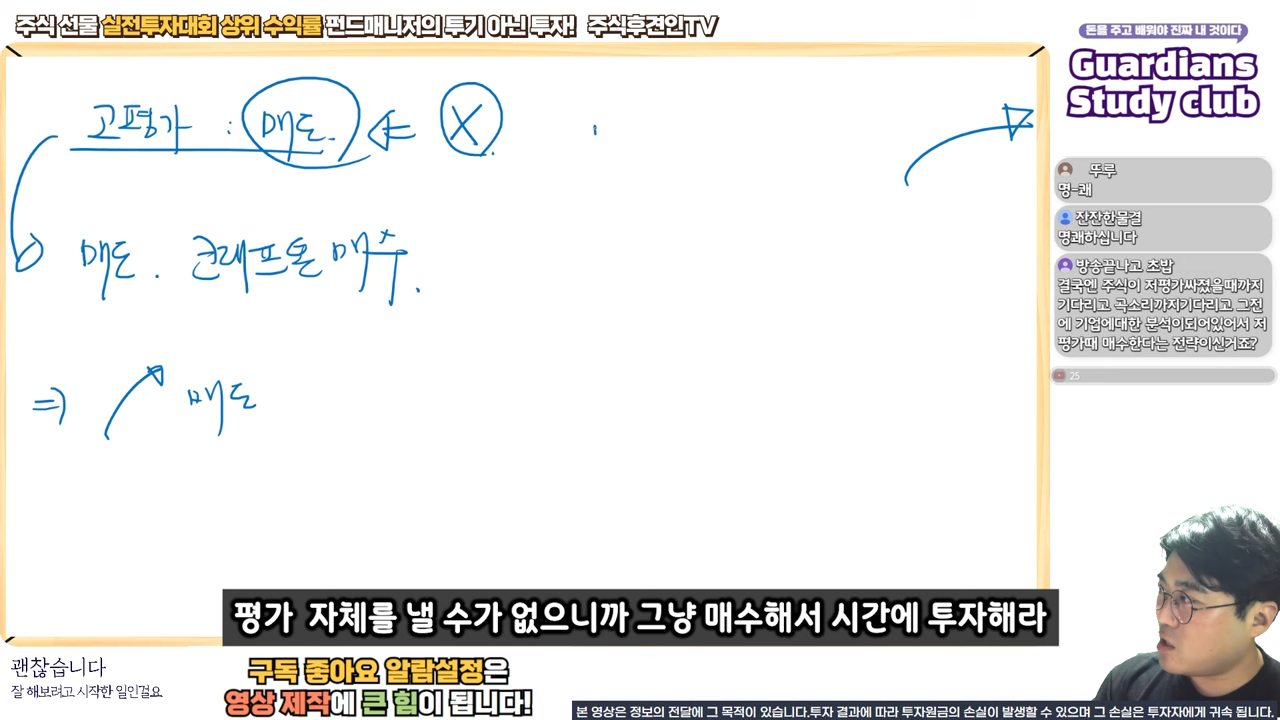 주식 선물 실전투자대회 상위 수익률 펀드매니저의 투기 아닌 투자! 주식후견인TV
돈을 주고 배워야 진짜 내 것이다
Guardians
Study club
고평가 : 매도. X
매도. 크래프톤 매수.
⇒ 매도
뚜루
명-쾌
잔잔한물결
명쾌하십니다
방송끝나고 초밥
결국엔 주식이 저평가싸졌을때까지
기다리고 곡소리까지기다리고 그전
에 기업에대한 분석이되어있어서 저
평가때 매수한다는 전략이신거죠?
25
평가 자체를 낼 수가 없으니까 그냥 매수해서 시간에 투자해라
괜찮습니다
잘 해보려고 시작한 일인걸요
구독 좋아요 알람설정은
영상 제작에 큰 힘이 됩니다!
본 영상은 정보의 전달에 그 목적이 있습니다.투자 결과에 따라 투자원금의 손실이 발생할 수 있으며 그 손실은 투자자에게 귀속 됩니다.